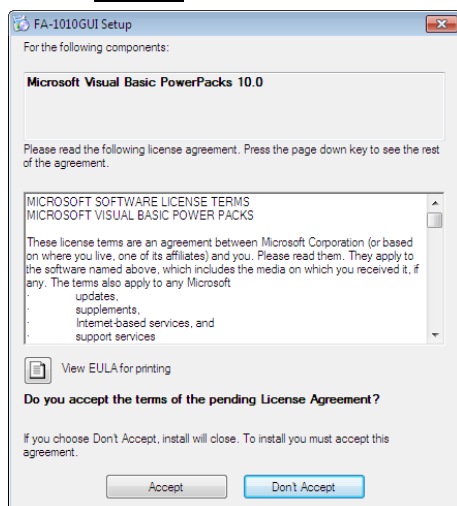 FA-1010GUI Setup
For the following components:
Microsoft Visual Basic PowerPacks 10.0
Please read the following license agreement. Press the page down key to see the rest
of the agreement.
MICROSOFT SOFTWARE LICENSE TERMS
MICROSOFT VISUAL BASIC POWER PACKS
These license terms are an agreement between Microsoft Corporation (or based
on where you live, one of its affiliates) and you. Please read them. They apply to
the software named above, which includes the media on which you received it, if
any. The terms also apply to any Microsoft
· updates,
· supplements,
· Internet-based services, and
· support services
View EULA for printing
Do you accept the terms of the pending License Agreement?
If you choose Don't Accept, install will close. To install you must accept this
agreement.
Accept
Don't Accept